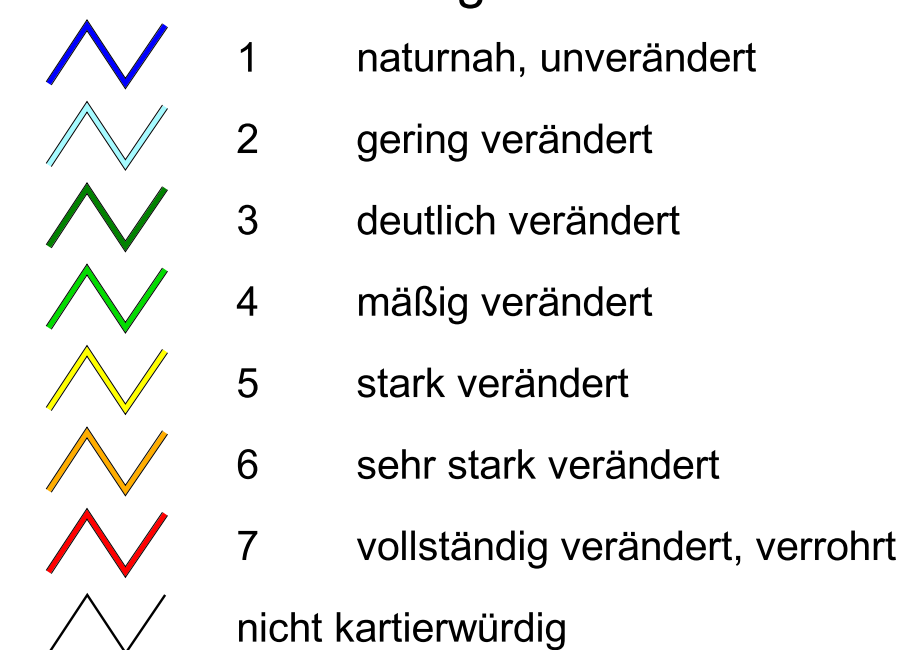 1 naturnah, unverändert
2 gering verändert
3 deutlich verändert
4 mäßig verändert
5 stark verändert
6 sehr stark verändert
7 vollständig verändert, verrohrt
nicht kartierwürdig